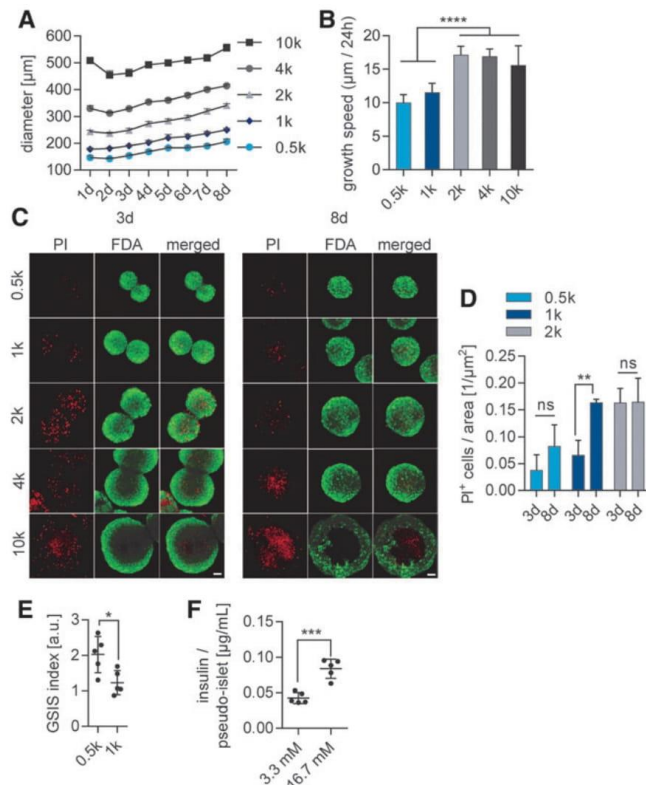 A
diameter [µm]
600
500
400
300
200
100
1d 2d 3d 4d 5d 6d 7d 8d
10k
4k
2k
1k
0.5k
B
growth speed (µm / 24h)
20
15
10
5
0
****
0.5k 1k 2k 4k 10k
C
3d 8d
PI FDA merged PI FDA merged
0.5k
1k
2k
4k
10k
D
0.5k
1k
2k
PI+ cells / area [1/µm²]
0.20
0.15
0.10
0.05
0.00
ns ** ns
3d 8d 3d 8d 3d 8d
E
GSIS index [a.u.]
3
2
1
0
*
0.5k 1k
F
insulin /
pseudo-islet [µg/mL]
0.15
0.10
0.05
0.00
***
3.3 mM 16.7 mM